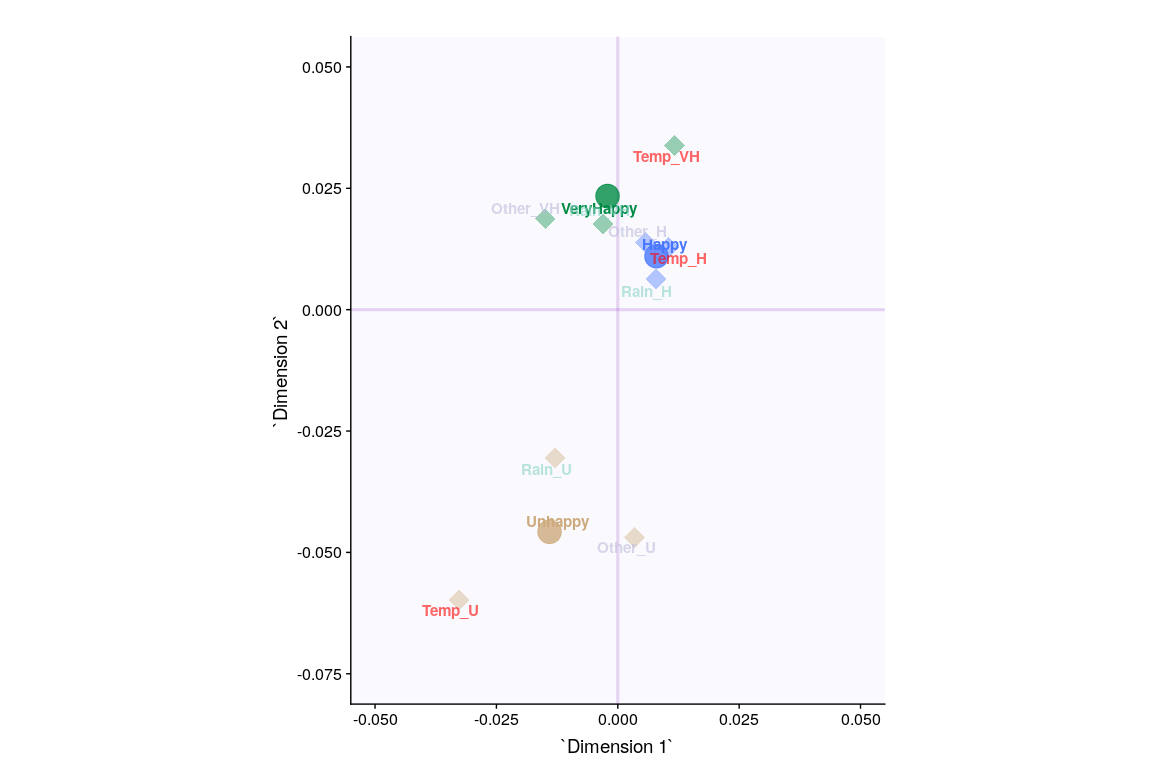 0.050
Temp_VH
0.025
Other_VH
VeryHappy
Other_H
Happy
Temp_H
Rain_H
0.000
`Dimension 2`
-0.025
Rain_U
Unhappy
Other_U
-0.050
Temp_U
-0.075
-0.050 -0.025 0.000 0.025 0.050
`Dimension 1`